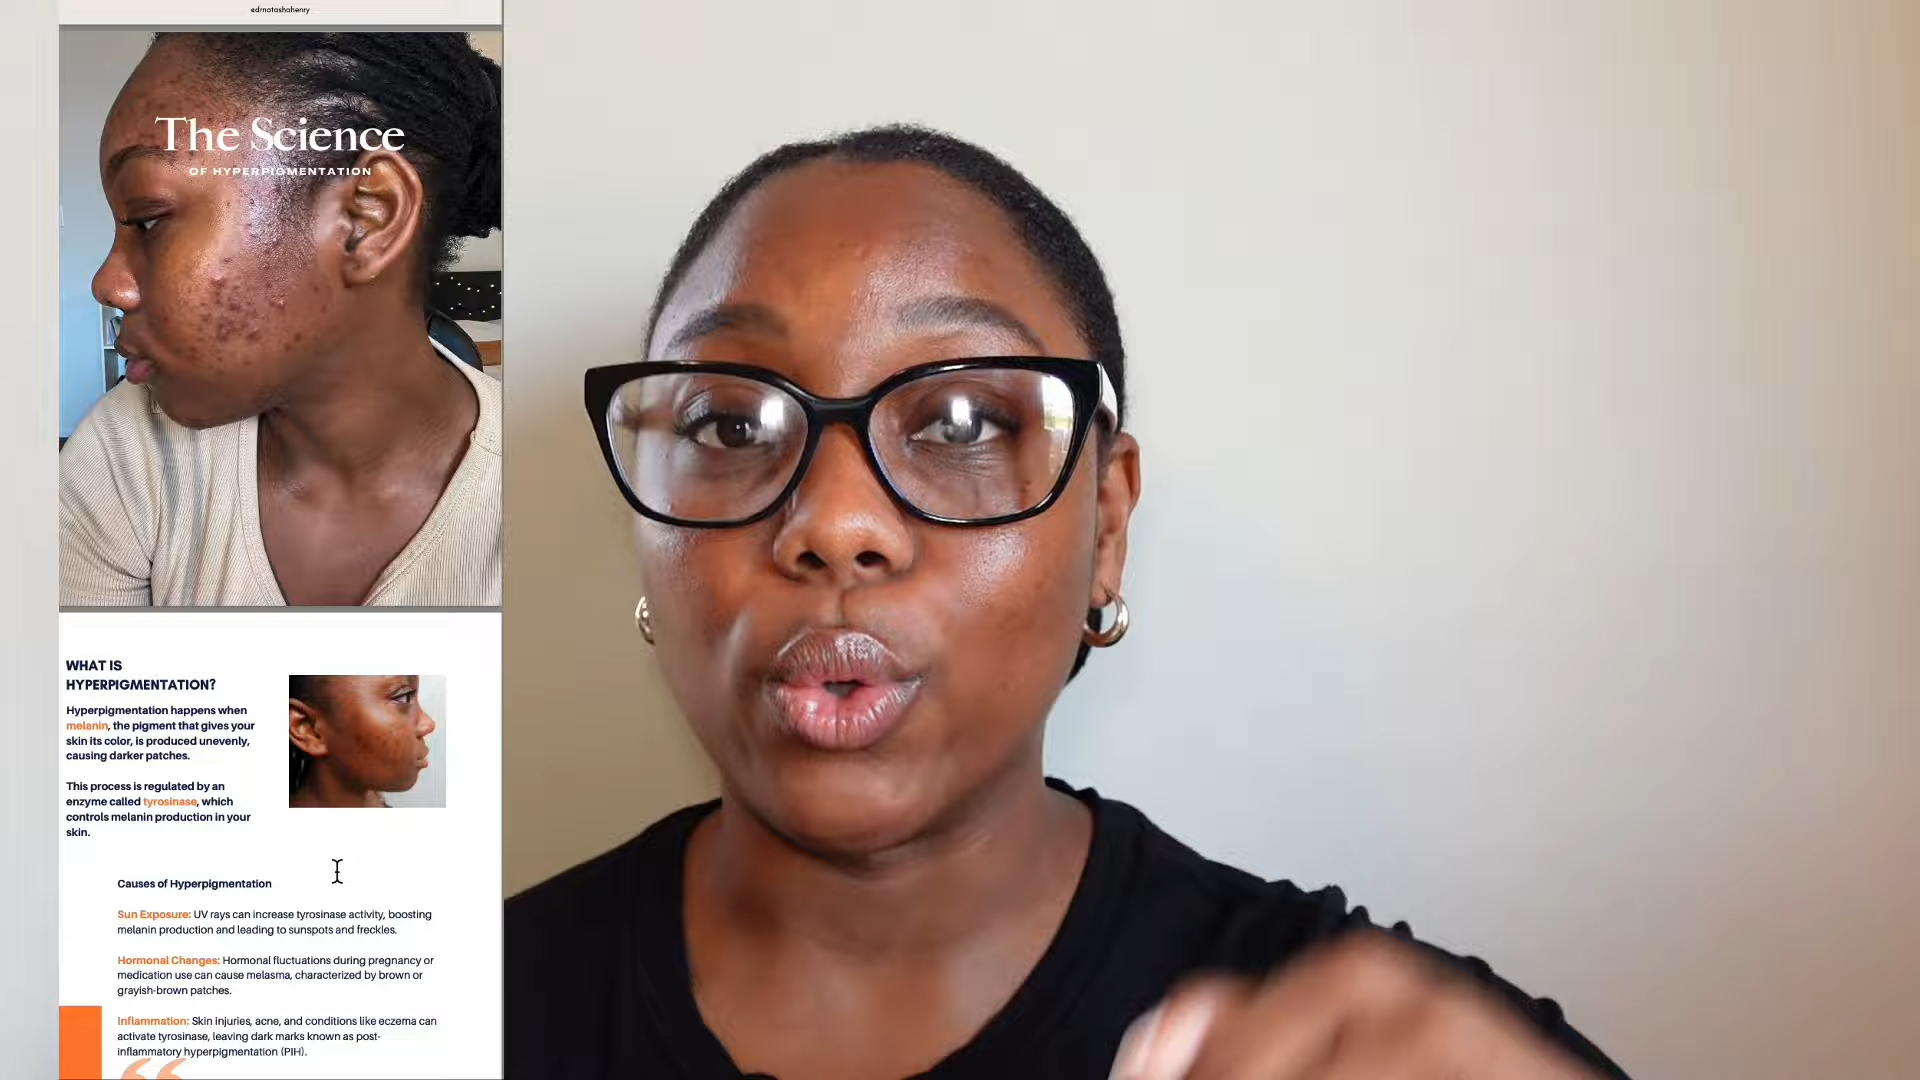 @drnatashahenry
The Science
OF HYPERPIGMENTATION
WHAT IS
HYPERPIGMENTATION?
Hyperpigmentation happens when
melanin, the pigment that gives your
skin its color, is produced unevenly,
causing darker patches.
This process is regulated by an
enzyme called tyrosinase, which
controls melanin production in your
skin.
Causes of Hyperpigmentation
Sun Exposure: UV rays can increase tyrosinase activity, boosting
melanin production and leading to sunspots and freckles.
Hormonal Changes: Hormonal fluctuations during pregnancy or
medication use can cause melasma, characterized by brown or
grayish-brown patches.
Inflammation: Skin injuries, acne, and conditions like eczema can
activate tyrosinase, leaving dark marks known as post-
inflammatory hyperpigmentation (PIH).